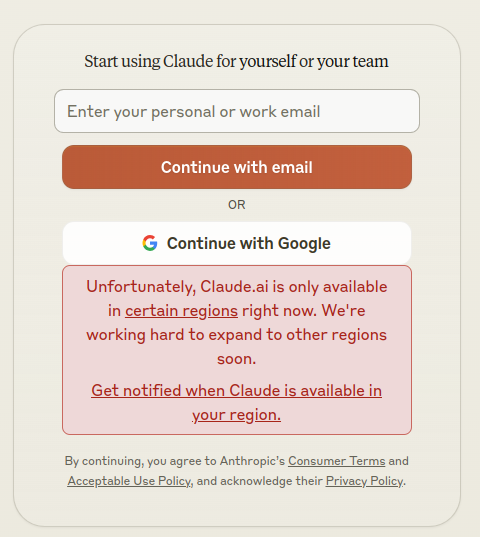 Start using Claude for yourself or your team
Enter your personal or work email
Continue with email
OR
Continue with Google
Unfortunately, Claude.ai is only available
in certain regions right now. We're
working hard to expand to other regions
soon.
Get notified when Claude is available in
your region.
By continuing, you agree to Anthropic's Consumer Terms and
Acceptable Use Policy, and acknowledge their Privacy Policy.